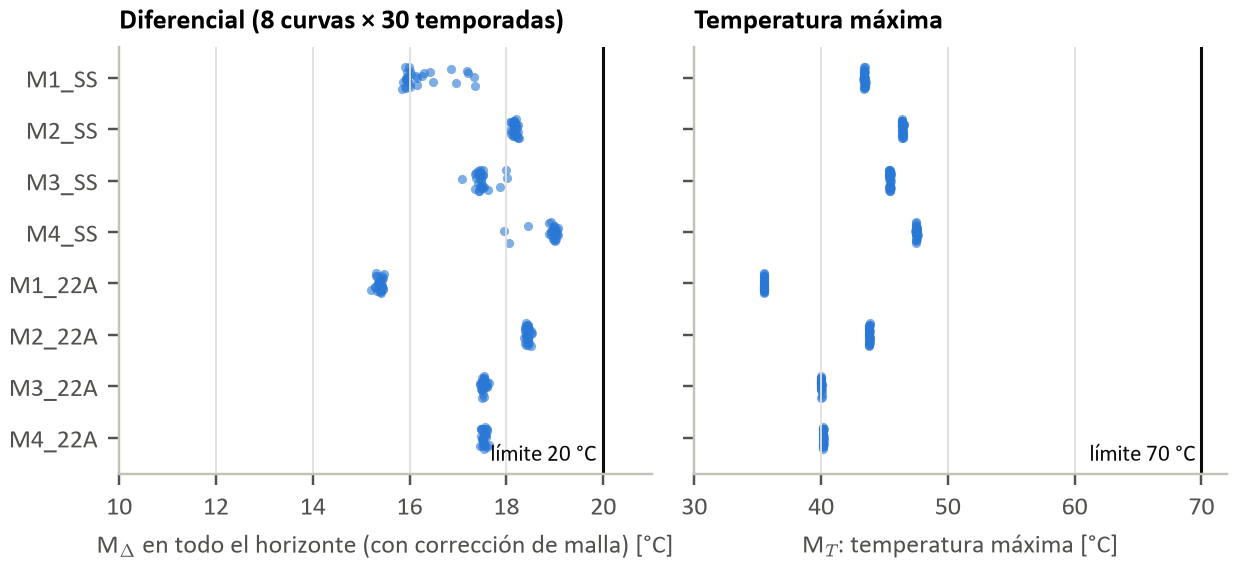 Diferencial (8 curvas × 30 temporadas)
Temperatura máxima
M1_SS
M2_SS
M3_SS
M4_SS
M1_22A
M2_22A
M3_22A
M4_22A
límite 20 °C
límite 70 °C
10 12 14 16 18 20
30 40 50 60 70
M_Δ en todo el horizonte (con corrección de malla) [°C]
M_T: temperatura máxima [°C]